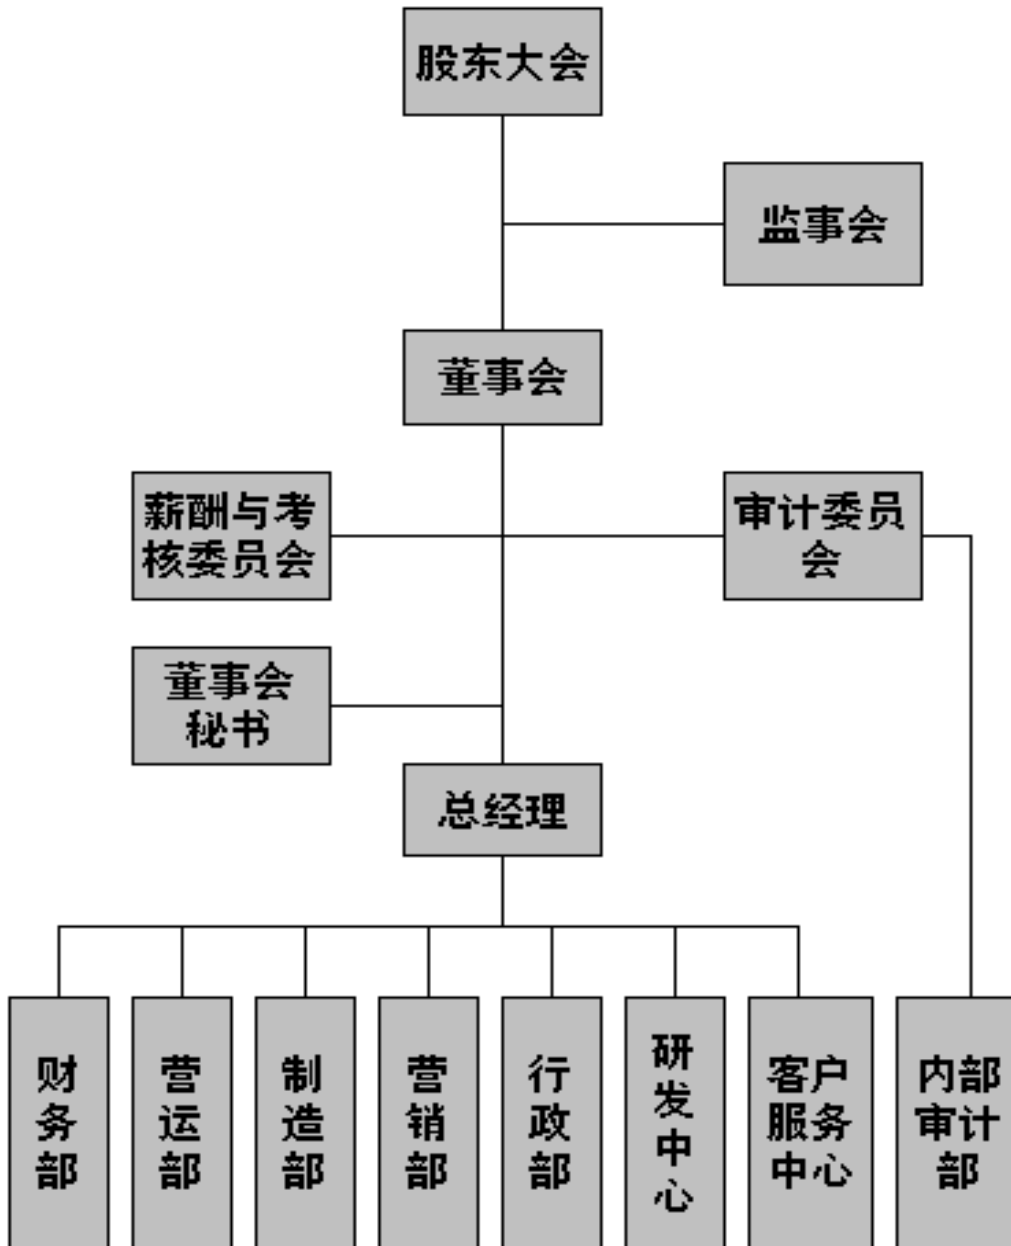 股东大会
监事会
董事会
薪酬与考
核委员会
审计委员
会
董事会
秘书
总经理
财务部
营运部
制造部
营销部
行政部
研发中心
客户
服务
中心
内部
审计
部